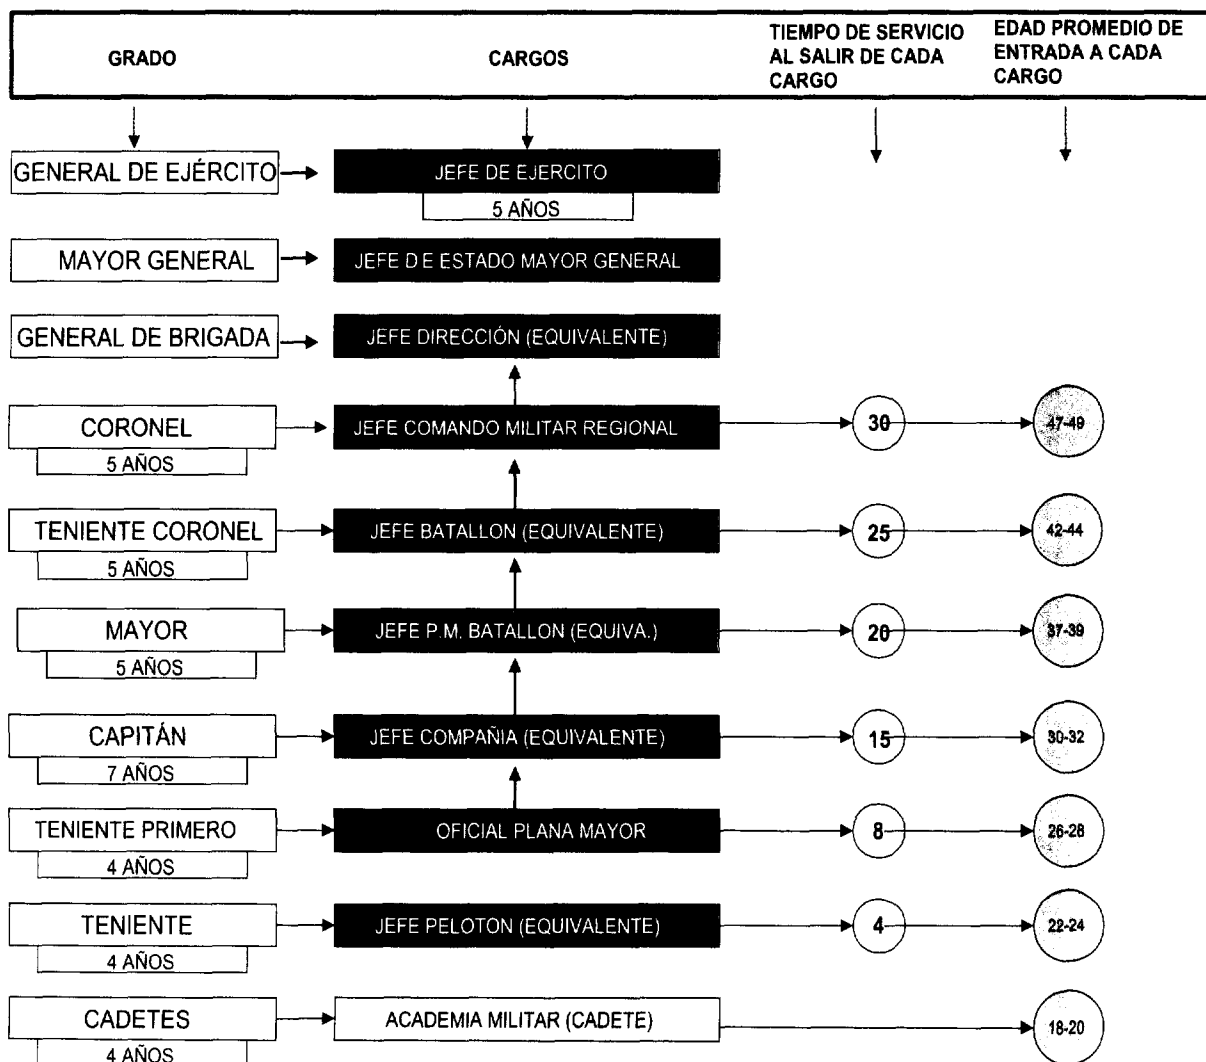 GRADO
CARGOS
TIEMPO DE SERVICIO
AL SALIR DE CADA
CARGO
EDAD PROMEDIO DE
ENTRADA A CADA
CARGO
GENERAL DE EJÉRCITO
JEFE DE EJERCITO
5 AÑOS
MAYOR GENERAL
JEFE DE ESTADO MAYOR GENERAL
GENERAL DE BRIGADA
JEFE DIRECCIÓN (EQUIVALENTE)
CORONEL
5 AÑOS
JEFE COMANDO MILITAR REGIONAL
30
47-49
TENIENTE CORONEL
5 AÑOS
JEFE BATALLON (EQUIVALENTE)
25
42-44
MAYOR
5 AÑOS
JEFE P.M. BATALLON (EQUIVA.)
20
37-39
CAPITÁN
7 AÑOS
JEFE COMPAÑIA (EQUIVALENTE)
15
30-32
TENIENTE PRIMERO
4 AÑOS
OFICIAL PLANA MAYOR
8
26-28
TENIENTE
4 AÑOS
JEFE PELOTON (EQUIVALENTE)
4
22-24
CADETES
4 AÑOS
ACADEMIA MILITAR (CADETE)
18-20